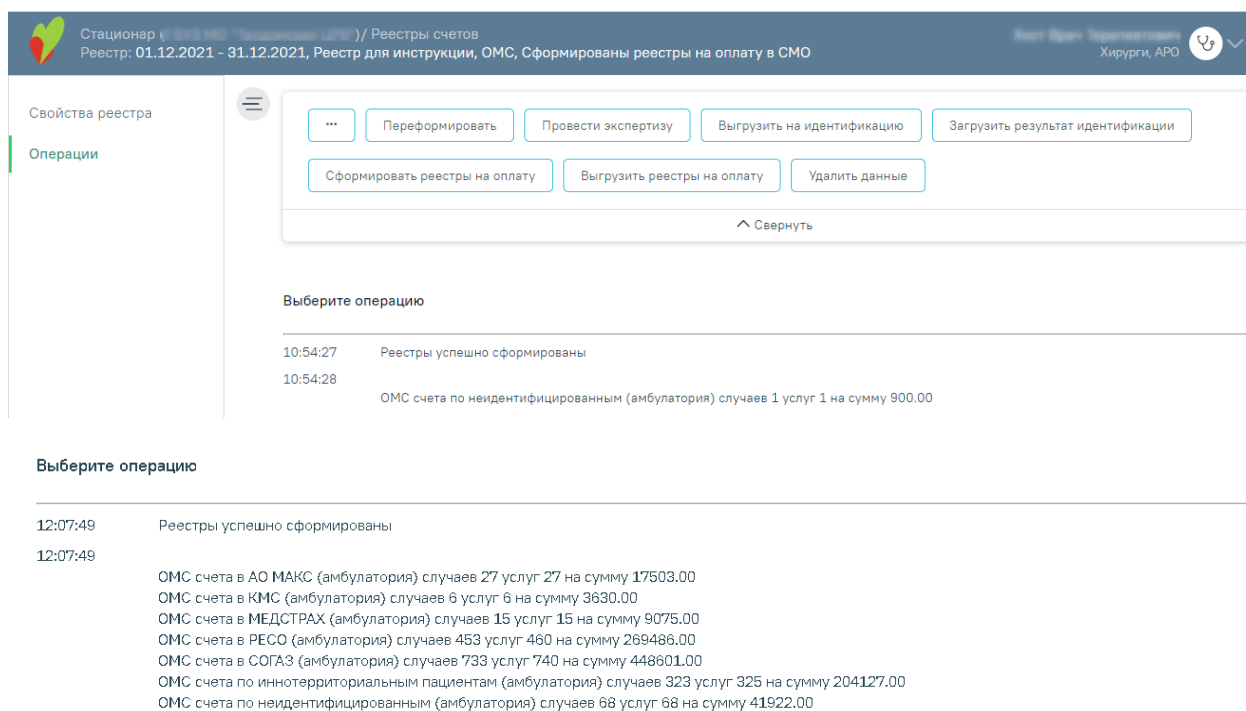 Стационар ( )/ Реестры счетов
Реестр: 01.12.2021 - 31.12.2021, Реестр для инструкции, ОМС, Сформированы реестры на оплату в СМО
Хирурги, АРО
Свойства реестра
Операции
··· Переформировать Провести экспертизу Выгрузить на идентификацию Загрузить результат идентификации
Сформировать реестры на оплату Выгрузить реестры на оплату Удалить данные
Свернуть
Выберите операцию
10:54:27 Реестры успешно сформированы
10:54:28
ОМС счета по неидентифицированным (амбулатория) случаев 1 услуг 1 на сумму 900.00
Выберите операцию
12:07:49 Реестры успешно сформированы
12:07:49
ОМС счета в АО МАКС (амбулатория) случаев 27 услуг 27 на сумму 17503.00
ОМС счета в КМС (амбулатория) случаев 6 услуг 6 на сумму 3630.00
ОМС счета в МЕДСТРАХ (амбулатория) случаев 15 услуг 15 на сумму 9075.00
ОМС счета в РЕСО (амбулатория) случаев 453 услуг 460 на сумму 269486.00
ОМС счета в СОГАЗ (амбулатория) случаев 733 услуг 740 на сумму 448601.00
ОМС счета по иннотерриториальным пациентам (амбулатория) случаев 323 услуг 325 на сумму 204127.00
ОМС счета по неидентифицированным (амбулатория) случаев 68 услуг 68 на сумму 41922.00